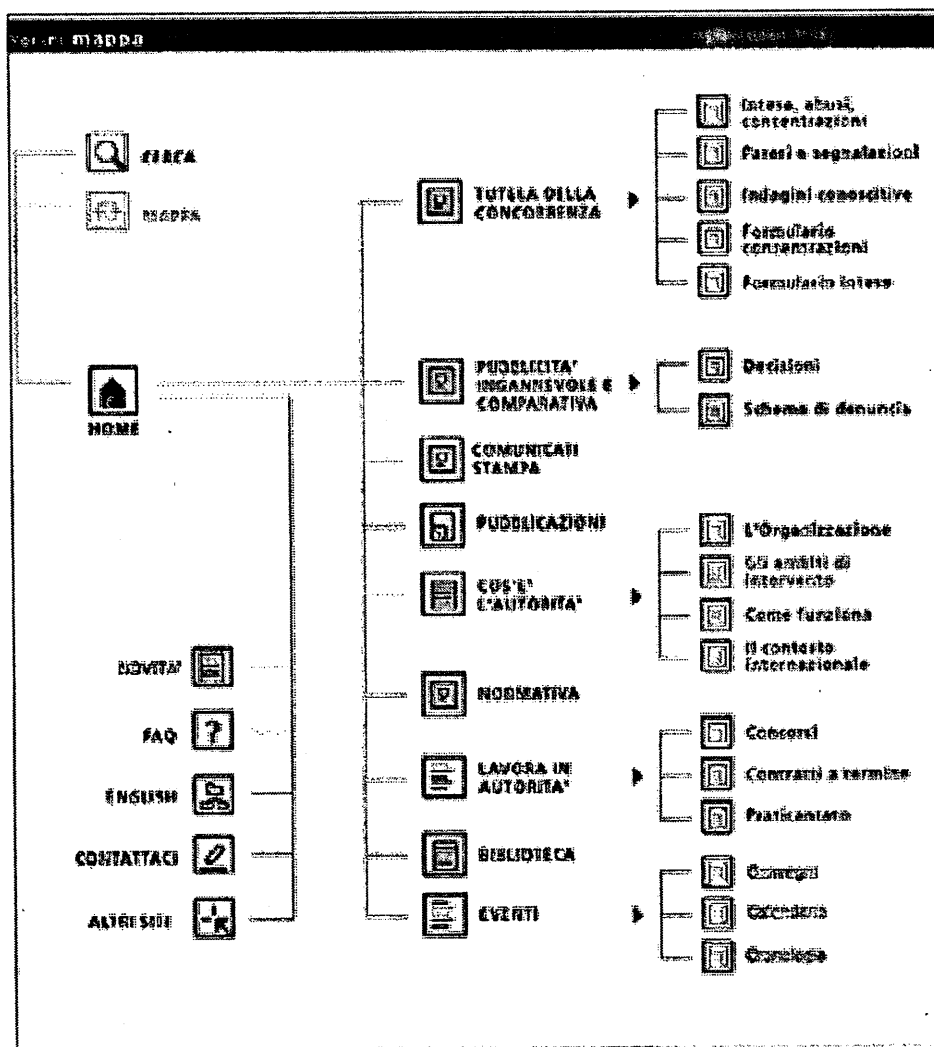 mappa
CERCA
MAPPA
HOME
NOVITA'
FAQ
ENGLISH
CONTATTACI
ALTRI SITI
TUTELA DELLA
CONCORRENZA
Intese, abusi,
concentrazioni
Pareri e segnalazioni
Indagini conoscitive
Formulario
concentrazioni
Formulario intese
PUBBLICITA'
INGANNEVOLE E
COMPARATIVA
Decisioni
Schema di denuncia
COMUNICATI
STAMPA
PUBBLICAZIONI
COS'E'
L'AUTORITA'
L'Organizzazione
Gli ambiti di
intervento
Come funziona
Il contesto
internazionale
NORMATIVA
LAVORA IN
AUTORITA'
Concorsi
Contratti a termine
Praticantato
BIBLIOTECA
EVENTI
Convegni